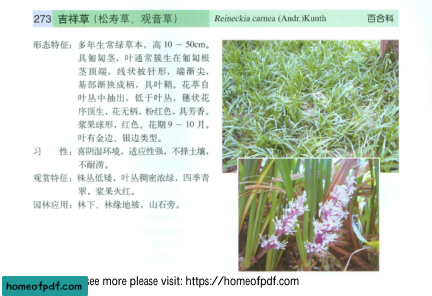 273 吉祥草(松寿草、观音草) Reineckia carnea (Andr.)Kunth 百合科
形态特征：多年生常绿草本，高10～50cm。
具匍匐茎，叶通常簇生在匍匐根
茎顶端，线状披针形，端渐尖，
基部渐狭成柄，具叶鞘。花葶自
叶丛中抽出，低于叶丛，穗状花
序顶生，花无柄，粉红色，具芳香。
浆果球形，红色。花期9～10月。
叶有金边、银边类型。
习 性：喜阴湿环境，适应性强，不择土壤，
不耐涝。
观赏特征：株丛低矮，叶丛稠密浓绿，四季青
翠，浆果火红。
园林应用：林下、林缘地被，山石旁。
homeofpdf.com
see more please visit: https://homeofpdf.com